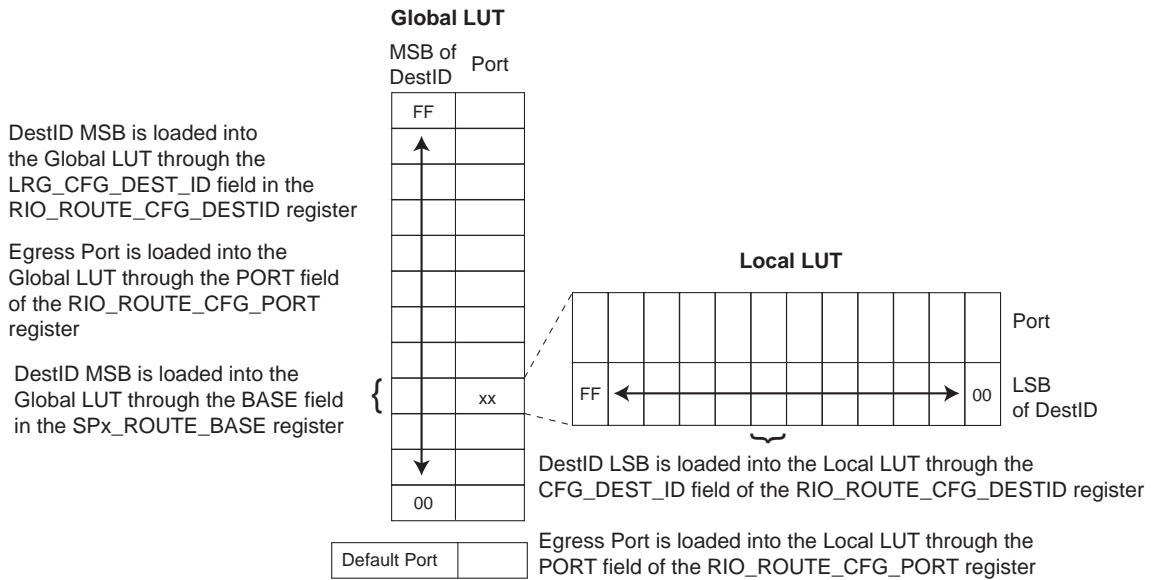 Global LUT
MSB of
DestID
Port
FF
DestID MSB is loaded into
the Global LUT through the
LRG_CFG_DEST_ID field in the
RIO_ROUTE_CFG_DESTID register
Egress Port is loaded into the
Global LUT through the PORT field
of the RIO_ROUTE_CFG_PORT
register
DestID MSB is loaded into the
Global LUT through the BASE field
in the SPx_ROUTE_BASE register
{
xx
00
Default Port
Local LUT
Port
FF
00
LSB
of DestID
DestID LSB is loaded into the Local LUT through the
CFG_DEST_ID field of the RIO_ROUTE_CFG_DESTID register
Egress Port is loaded into the Local LUT through the
PORT field of the RIO_ROUTE_CFG_PORT register